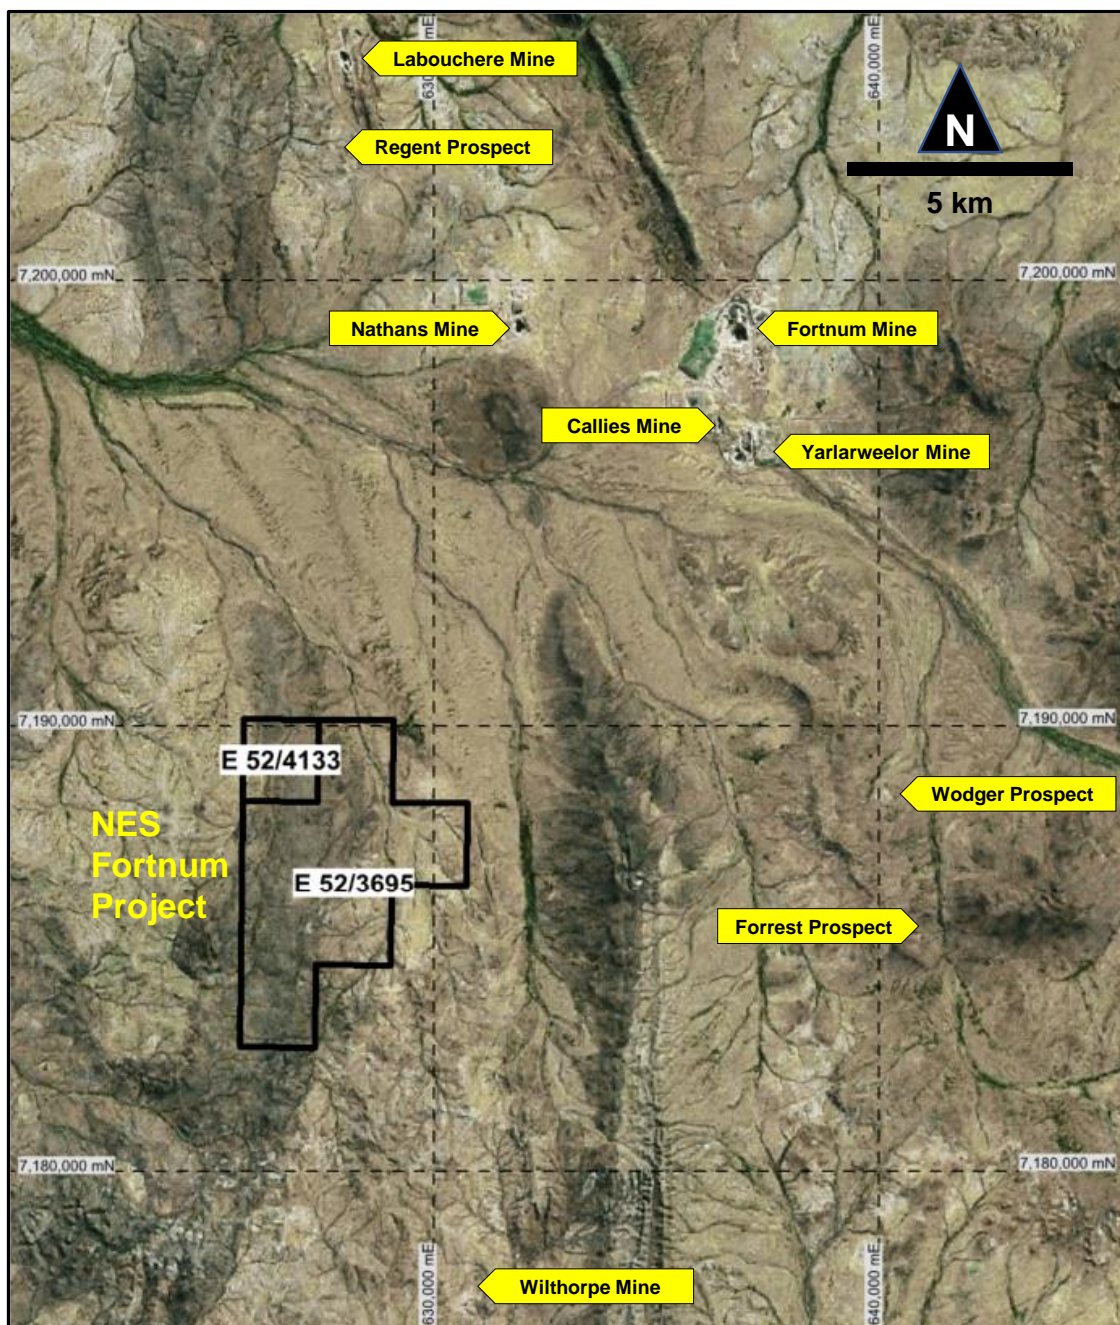 630,000 mE
640,000 mE
Labouchere Mine
N
Regent Prospect
5 km
7,200,000 mN
7,200,000 mN
Nathans Mine
Fortnum Mine
Callies Mine
Yarlarweelor Mine
7,190,000 mN
7,190,000 mN
E 52/4133
Wodger Prospect
NES
Fortnum
Project
E 52/3695
Forrest Prospect
7,180,000 mN
7,180,000 mN
630,000 mE
640,000 mE
Wilthorpe Mine